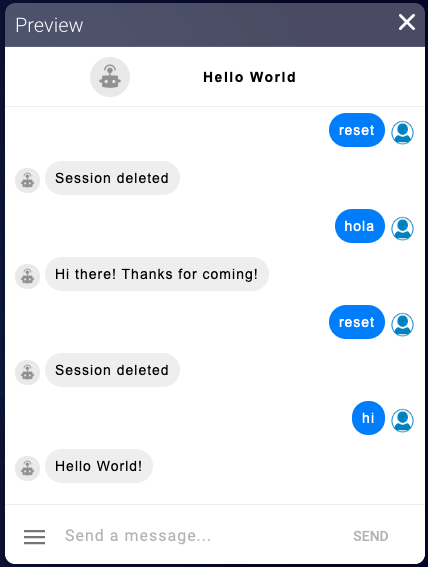 Preview
Hello World
reset
Session deleted
hola
Hi there! Thanks for coming!
reset
Session deleted
hi
Hello World!
Send a message... SEND